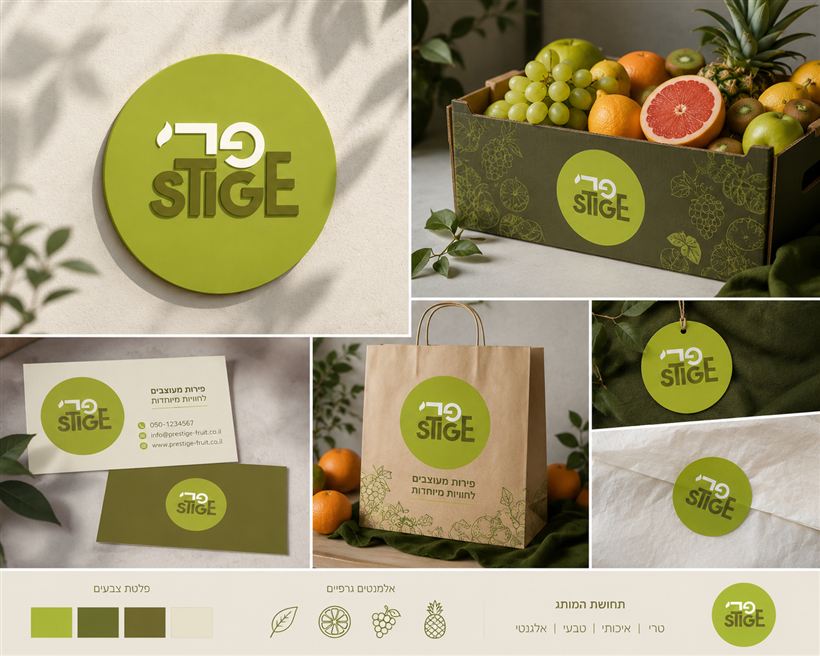 פרי
STIGE
פרי
STIGE
פרי
STIGE
פירות מעוצבים
לחוויות מיוחדות
050-1234567
info@prestige-fruit.co.il
www.prestige-fruit.co.il
פרי
STIGE
פרי
STIGE
פירות מעוצבים
לחוויות מיוחדות
פרי
STIGE
פרי
STIGE
פלטת צבעים
אלמנטים גרפיים
תחושת המותג
טרי | איכותי | טבעי | אלגנטי
פרי
STIGE